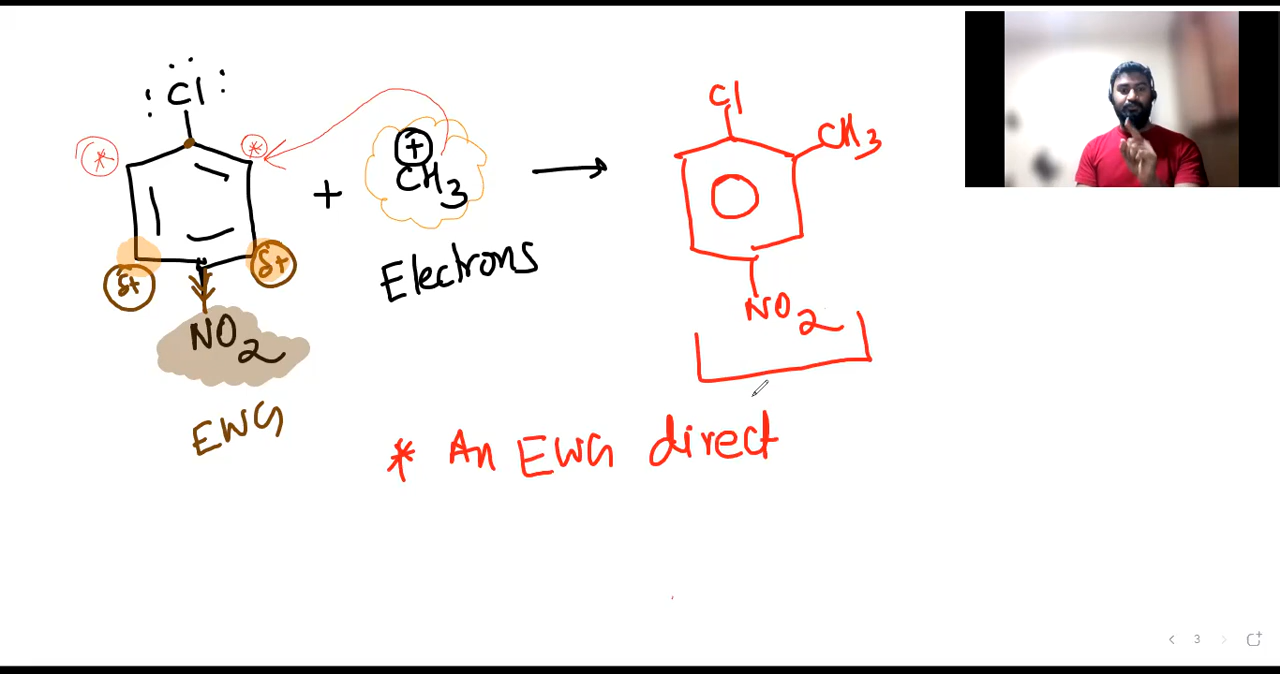 :Cl:
* *
+ ⊕
CH3
δ+ δ+
NO2
EWG
Electrons
Cl
CH3
NO2
* An EWG direct
3